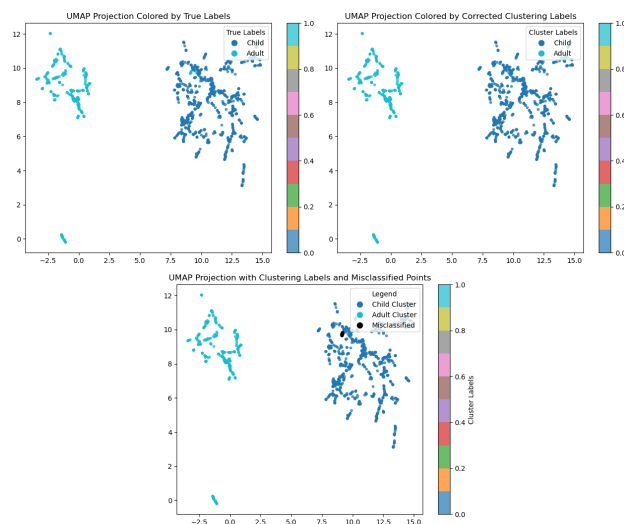 UMAP Projection Colored by True Labels
True Labels
Child
Adult
12
10
8
6
4
2
0
-2.5 0.0 2.5 5.0 7.5 10.0 12.5 15.0
1.0
0.8
0.6
0.4
0.2
0.0
UMAP Projection Colored by Corrected Clustering Labels
Cluster Labels
Child
Adult
12
10
8
6
4
2
0
-2.5 0.0 2.5 5.0 7.5 10.0 12.5 15.0
1.0
0.8
0.6
0.4
0.2
0.0
UMAP Projection with Clustering Labels and Misclassified Points
Legend
Child Cluster
Adult Cluster
Misclassified
12
10
8
6
4
2
0
-2.5 0.0 2.5 5.0 7.5 10.0 12.5 15.0
1.0
0.8
0.6
0.4
0.2
0.0
Cluster Labels